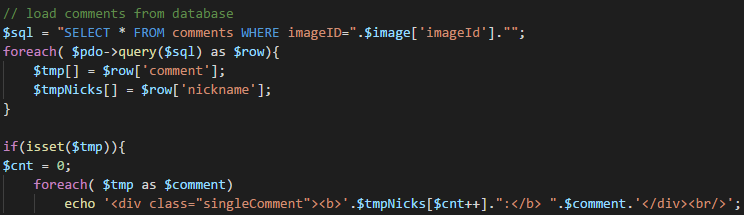 // load comments from database
$sql = "SELECT * FROM comments WHERE imageID=".$image['imageId']."";
foreach( $pdo->query($sql) as $row){
    $tmp[] = $row['comment'];
    $tmpNicks[] = $row['nickname'];
}

if(isset($tmp)){
$cnt = 0;
    foreach( $tmp as $comment)
        echo '<div class="singleComment"><b>'.$tmpNicks[$cnt++].":</b> ".$comment.'</div><br/>';